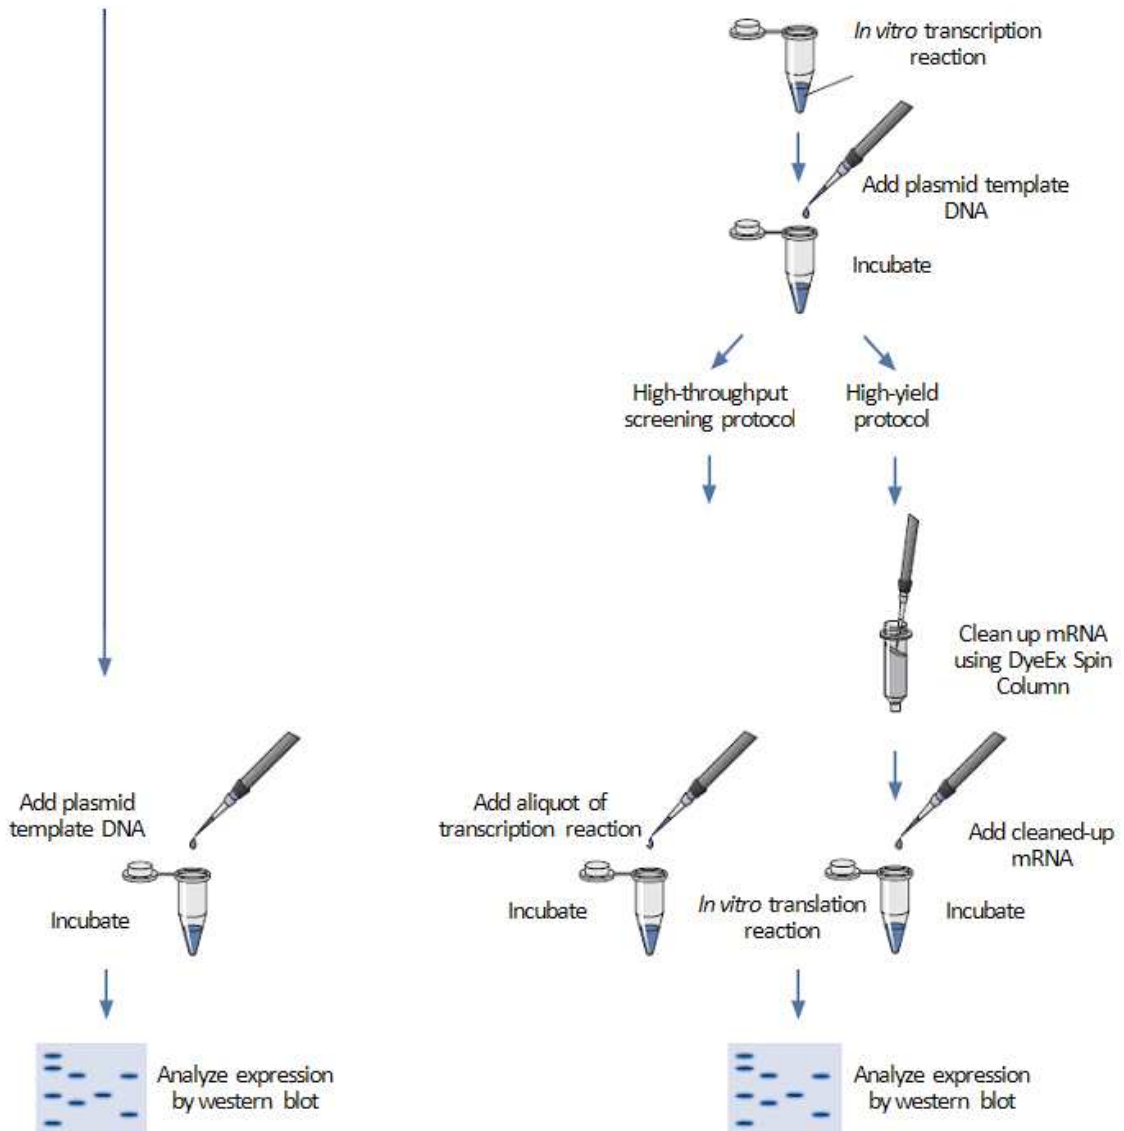 In vitro transcription
reaction
Add plasmid template
DNA
Incubate
High-throughput
screening protocol
High-yield
protocol
Clean up mRNA
using DyeEx Spin
Column
Add plasmid
template DNA
Incubate
Add aliquot of
transcription reaction
Incubate
In vitro translation
reaction
Add cleaned-up
mRNA
Incubate
Analyze expression
by western blot
Analyze expression
by western blot